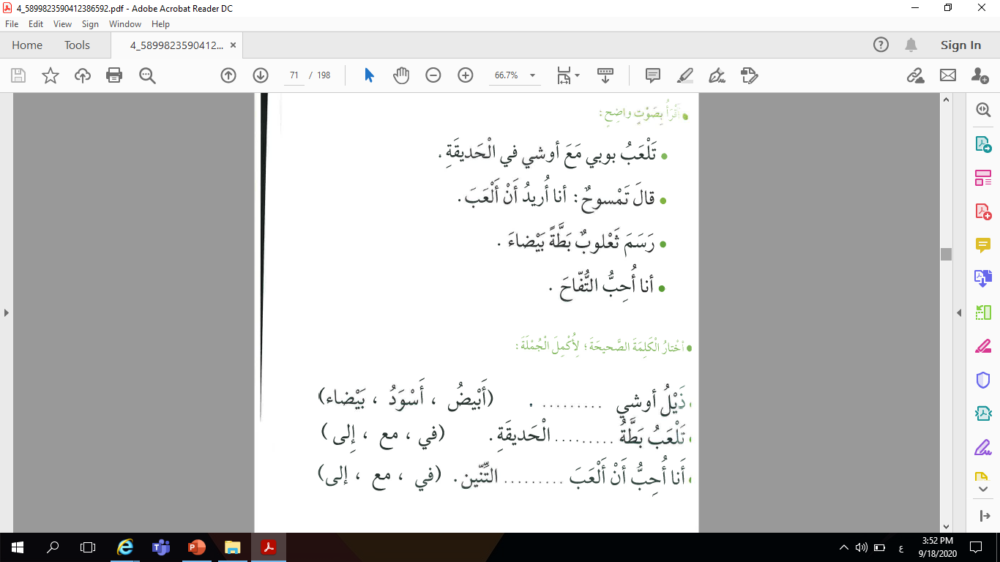 4_5899823590412386592.pdf - Adobe Acrobat Reader DC
File Edit View Sign Window Help
Home Tools 4_5899823590412... × Sign In
71 / 198 66.7%
أَقْرَأُ بِصَوْتٍ واضِحٍ :
تَلْعَبُ بوبي مَعَ أوشي في الْحَديقَةِ .
قالَ تَمْسوحٌ : أنا أُريدُ أَنْ أَلْعَبَ .
رَسَمَ ثَعْلوبٌ بَطَّةً بَيْضاءَ .
أنا أُحِبُّ التُّفّاحَ .
أخْتارُ الْكَلِمَةَ الصَّحيحَةَ ؛ لِأُكْمِلَ الْجُمْلَةَ :
ذَيْلُ أوشي ......... . (أَبْيضُ ، أَسْوَدُ ، بَيْضاء)
تَلْعَبُ بَطَّةُ ......... الْحَديقَةِ . (في ، مع ، إِلى )
أَنا أُحِبُّ أَنْ أَلْعَبَ ......... التِّنّين . (في ، مع ، إلى)
ع 3:52 PM
9/18/2020